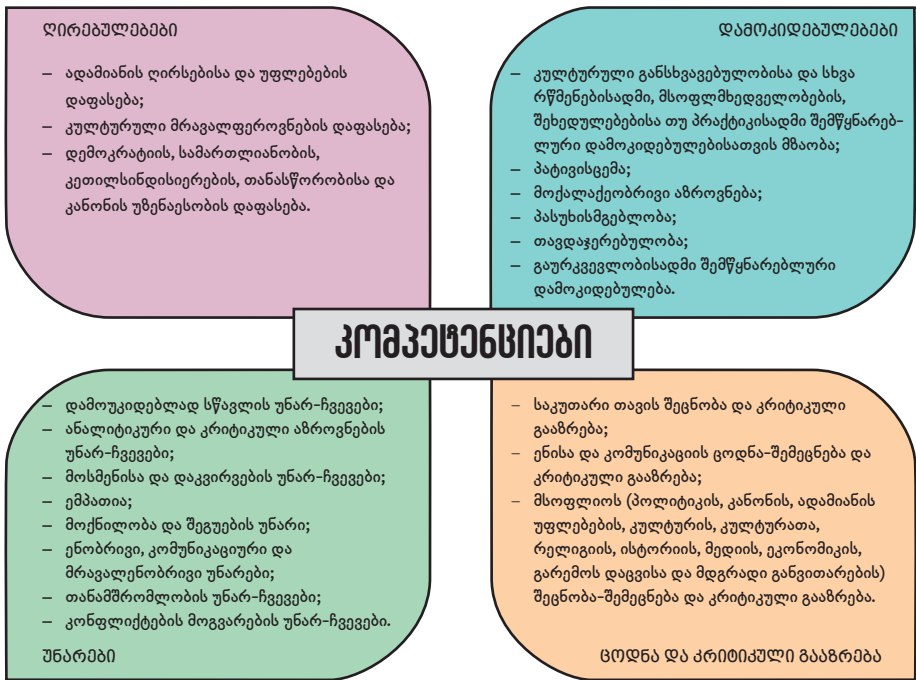 ღირებულებები
– ადამიანის ღირსებისა და უფლებების
დაფასება;
– კულტურული მრავალფეროვნების დაფასება;
– დემოკრატიის, სამართლიანობის,
კეთილსინდისიერების, თანასწორობისა და
კანონის უზენაესობის დაფასება.
დამოკიდებულებები
– კულტურული განსხვავებულობისა და სხვა
რწმენებისადმი, მსოფლმხედველობების,
შეხედულებებისა თუ პრაქტიკისადმი შემწყნარებ-
ლური დამოკიდებულებისათვის მზაობა;
– პატივისცემა;
– მოქალაქეობრივი აზროვნება;
– პასუხისმგებლობა;
– თავდაჯერებულობა;
– გაურკვევლობისადმი შემწყნარებლური
დამოკიდებულება.
კომპეტენციები
– დამოუკიდებლად სწავლის უნარ-ჩვევები;
– ანალიტიკური და კრიტიკული აზროვნების
უნარ-ჩვევები;
– მოსმენისა და დაკვირვების უნარ-ჩვევები;
– ემპათია;
– მოქნილობა და შეგუების უნარი;
– ენობრივი, კომუნიკაციური და
მრავალენობრივი უნარები;
– თანამშრომლობის უნარ-ჩვევები;
– კონფლიქტების მოგვარების უნარ-ჩვევები.
უნარები
– საკუთარი თავის შეცნობა და კრიტიკული
გააზრება;
– ენისა და კომუნიკაციის ცოდნა-შემეცნება და
კრიტიკული გააზრება;
– მსოფლიოს (პოლიტიკის, კანონის, ადამიანის
უფლებების, კულტურის, კულტურათა,
რელიგიის, ისტორიის, მედიის, ეკონომიკის,
გარემოს დაცვისა და მდგრადი განვითარების)
შეცნობა-შემეცნება და კრიტიკული გააზრება.
ცოდნა და კრიტიკული გააზრება